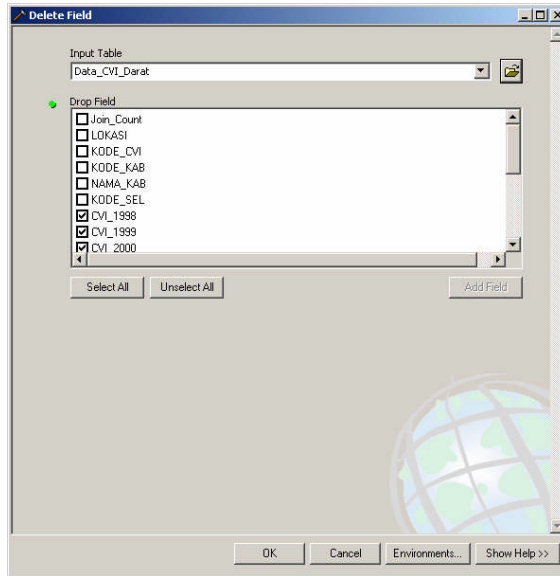 Delete Field
Input Table
Data_CVI_Darat
Drop Field
Join_Count
LOKASI
KODE_CVI
KODE_KAB
NAMA_KAB
KODE_SEL
CVI_1998
CVI_1999
CVI_2000
Select All Unselect All Add Field
OK Cancel Environments... Show Help >>